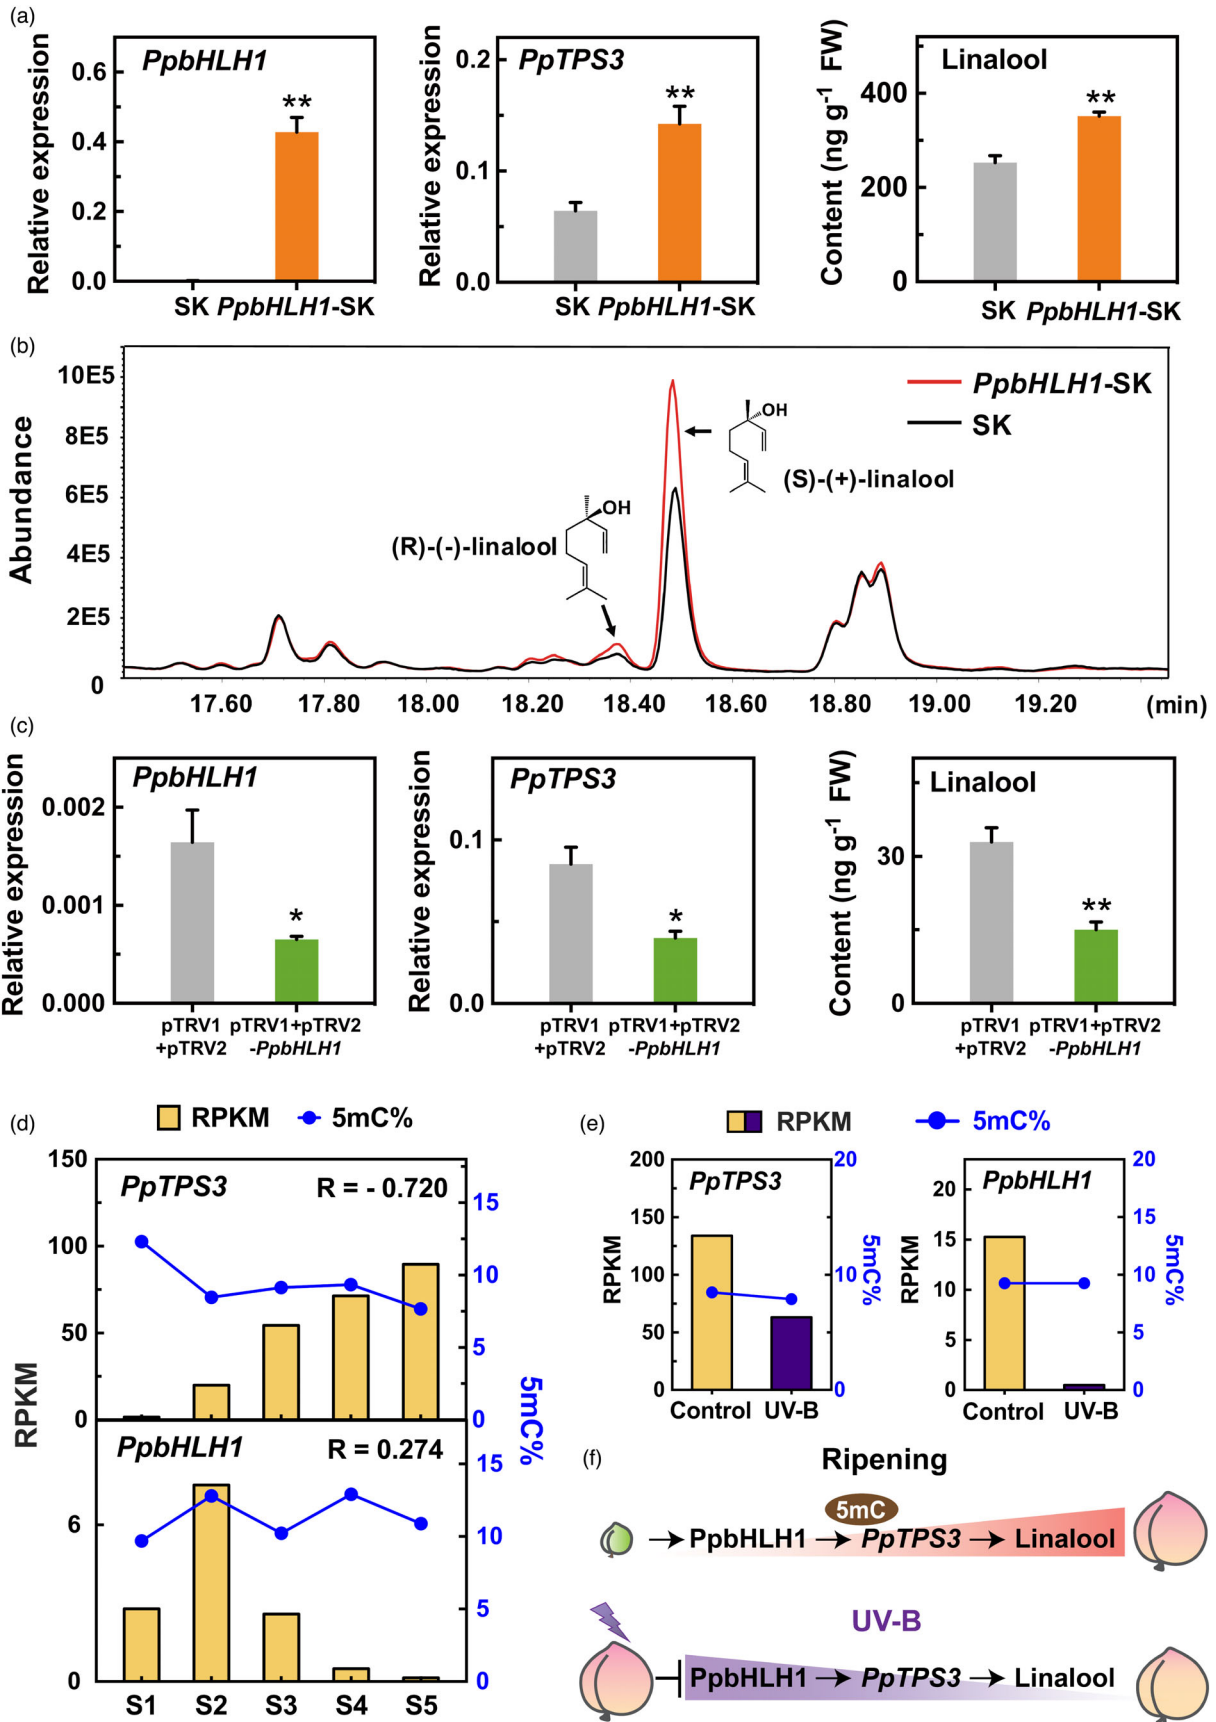 (a)
Relative expression
PpbHLH1
0.6
0.4
0.2
0.0
**
SK PpbHLH1-SK
Relative expression
PpTPS3
0.2
0.1
0.0
**
SK PpbHLH1-SK
Content (ng g-1 FW)
Linalool
400
200
0
**
SK PpbHLH1-SK
(b)
Abundance
10E5
8E5
6E5
4E5
2E5
0
PpbHLH1-SK
SK
OH
(S)-(+)-linalool
OH
(R)-(-)-linalool
17.60 17.80 18.00 18.20 18.40 18.60 18.80 19.00 19.20 (min)
(c)
Relative expression
PpbHLH1
0.002
0.001
0.000
*
pTRV1 pTRV1+pTRV2
+pTRV2 -PpbHLH1
Relative expression
PpTPS3
0.1
0.0
*
pTRV1 pTRV1+pTRV2
+pTRV2 -PpbHLH1
Content (ng g-1 FW)
Linalool
30
0
**
pTRV1 pTRV1+pTRV2
+pTRV2 -PpbHLH1
(d)
RPKM 5mC%
PpTPS3 R = - 0.720
150
100
50
0
15
10
5
0
RPKM
5mC%
PpbHLH1 R = 0.274
6
0
15
10
5
0
S1 S2 S3 S4 S5
(e)
RPKM 5mC%
PpTPS3
RPKM
200
150
100
50
0
20
10
0
5mC%
Control UV-B
PpbHLH1
RPKM
20
15
10
5
0
20
15
10
5
0
5mC%
Control UV-B
(f)
Ripening
5mC
PpbHLH1 → PpTPS3 → Linalool
UV-B
PpbHLH1 → PpTPS3 → Linalool